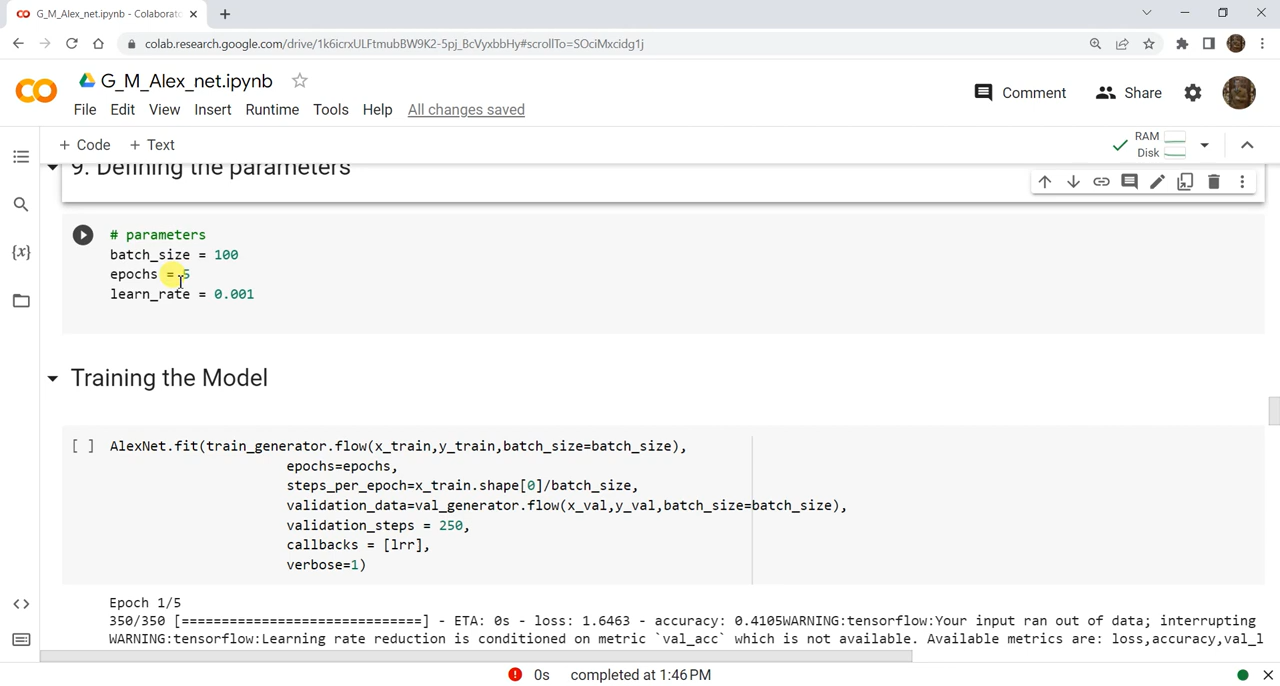 G_M_Alex_net.ipynb - Colaborato
colab.research.google.com/drive/1k6icrxULFtmubBW9K2-5pj_BcVyxbbHy#scrollTo=SOciMxcidg1j
G_M_Alex_net.ipynb
File Edit View Insert Runtime Tools Help All changes saved
Comment Share
+ Code + Text
RAM
Disk
9. Defining the parameters
# parameters
batch_size = 100
epochs = 5
learn_rate = 0.001
Training the Model
[ ] AlexNet.fit(train_generator.flow(x_train,y_train,batch_size=batch_size),
epochs=epochs,
steps_per_epoch=x_train.shape[0]/batch_size,
validation_data=val_generator.flow(x_val,y_val,batch_size=batch_size),
validation_steps = 250,
callbacks = [lrr],
verbose=1)
Epoch 1/5
350/350 [==============================] - ETA: 0s - loss: 1.6463 - accuracy: 0.4105WARNING:tensorflow:Your input ran out of data; interrupting
WARNING:tensorflow:Learning rate reduction is conditioned on metric `val_acc` which is not available. Available metrics are: loss,accuracy,val_l
0s completed at 1:46 PM